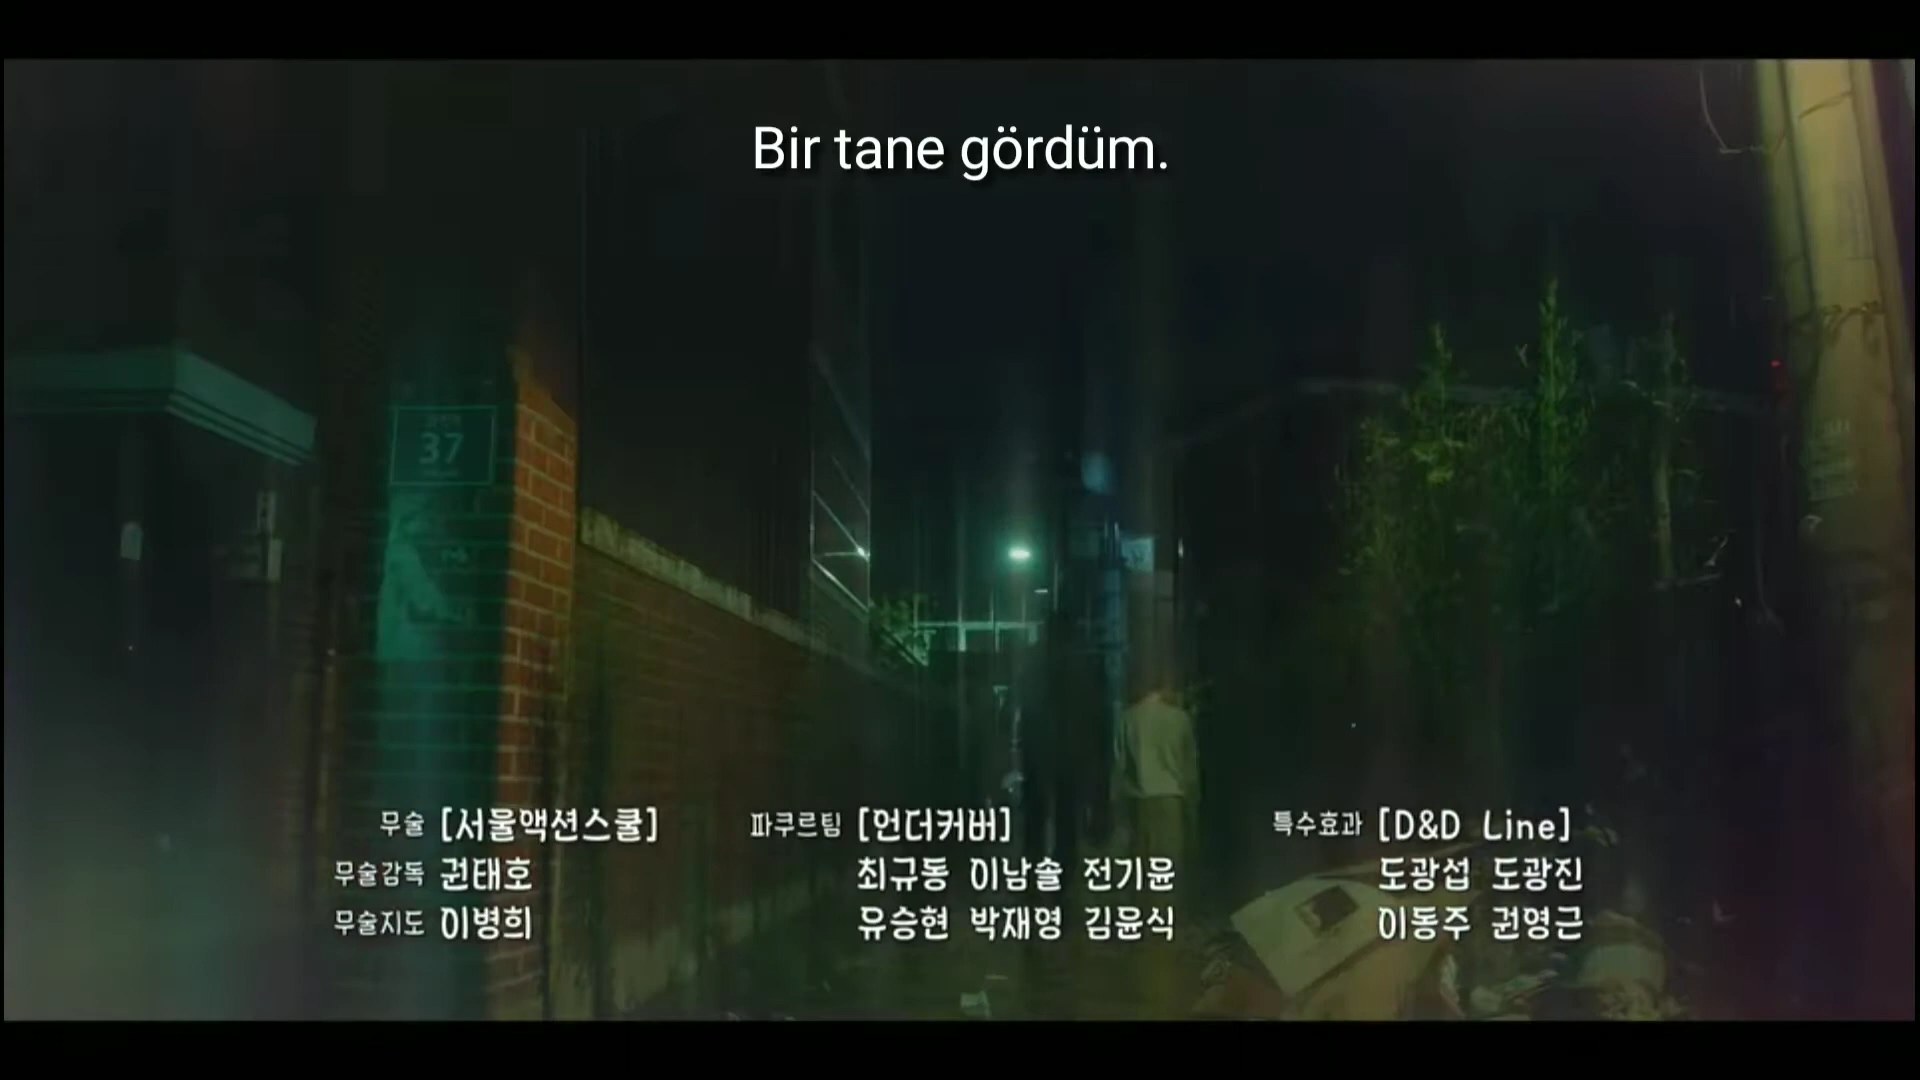 Bir tane gördüm.
37
무술 [서울액션스쿨]
무술감독 권태호
무술지도 이병희
파쿠르팀 [언더커버]
최규동 이남솔 전기윤
유승현 박재영 김윤식
특수효과 [D&D Line]
도광섭 도광진
이동주 권영근